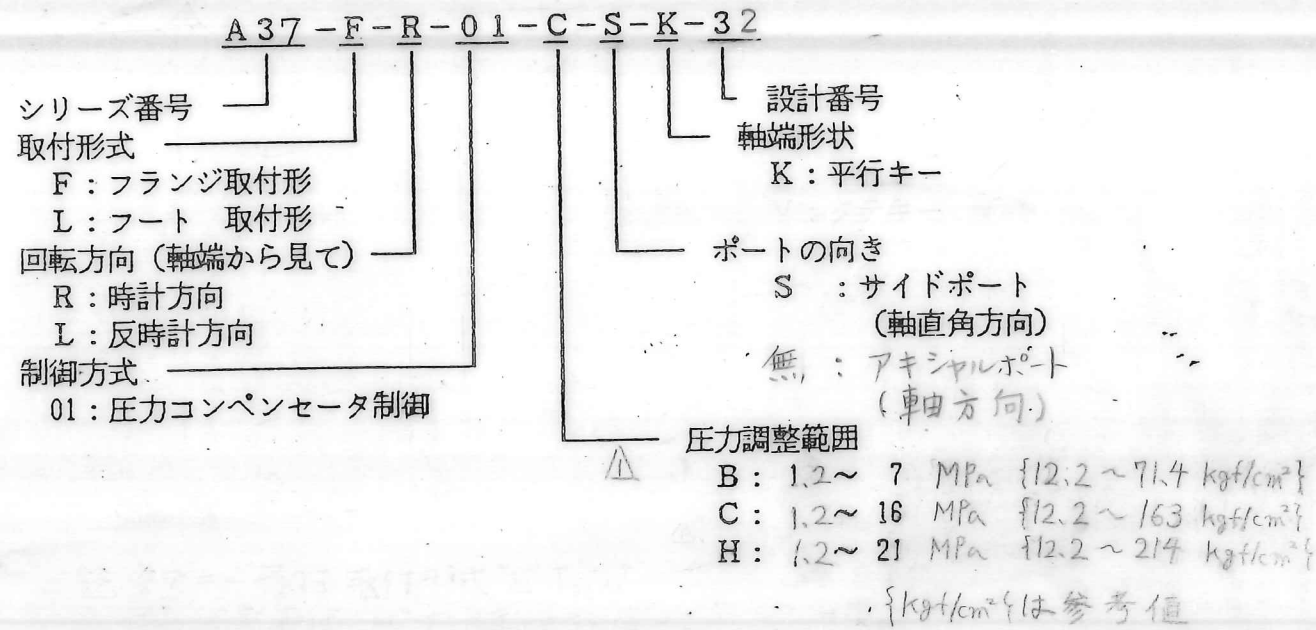 A37-F-R-01-C-S-K-32
シリーズ番号
取付形式
F：フランジ取付形
L：フート 取付形
回転方向（軸端から見て）
R：時計方向
L：反時計方向
制御方式
01：圧力コンペンセータ制御
設計番号
軸端形状
K：平行キー
ポートの向き
S ：サイドポート
（軸直角方向）
無：アキシャルポート
（軸方向）
圧力調整範囲
1
B：1.2～ 7 MPa {12.2～71.4 kgf/cm²}
C：1.2～ 16 MPa {12.2～163 kgf/cm²}
H：1.2～ 21 MPa {12.2～214 kgf/cm²}
{kgf/cm²}は参考値